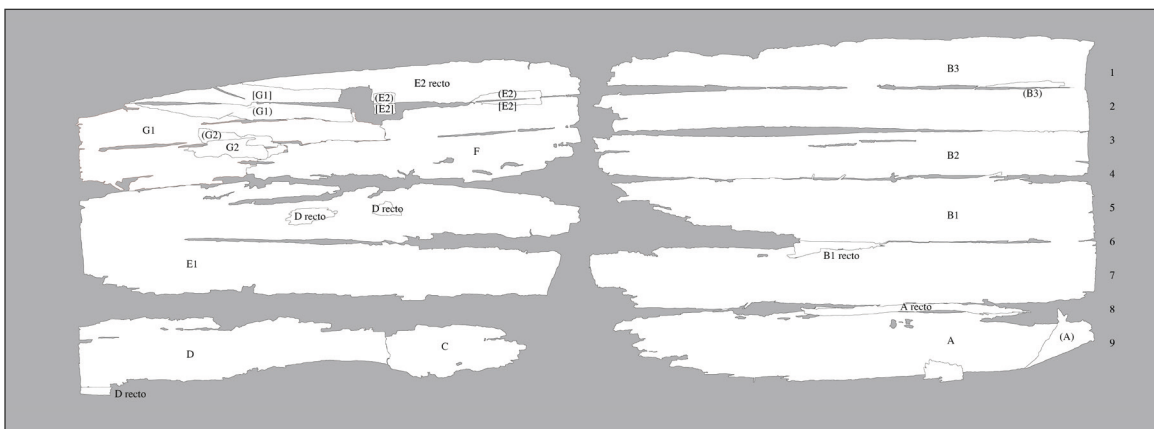 E2 recto
B3
1
[G1]
(E2)
(E2)
(B3)
[E2]
[E2]
2
(G1)
G1
(G2)
G2
F
B2
3
4
D recto
D recto
B1
5
6
E1
B1 recto
7
A recto
8
D
C
A
(A)
9
D recto